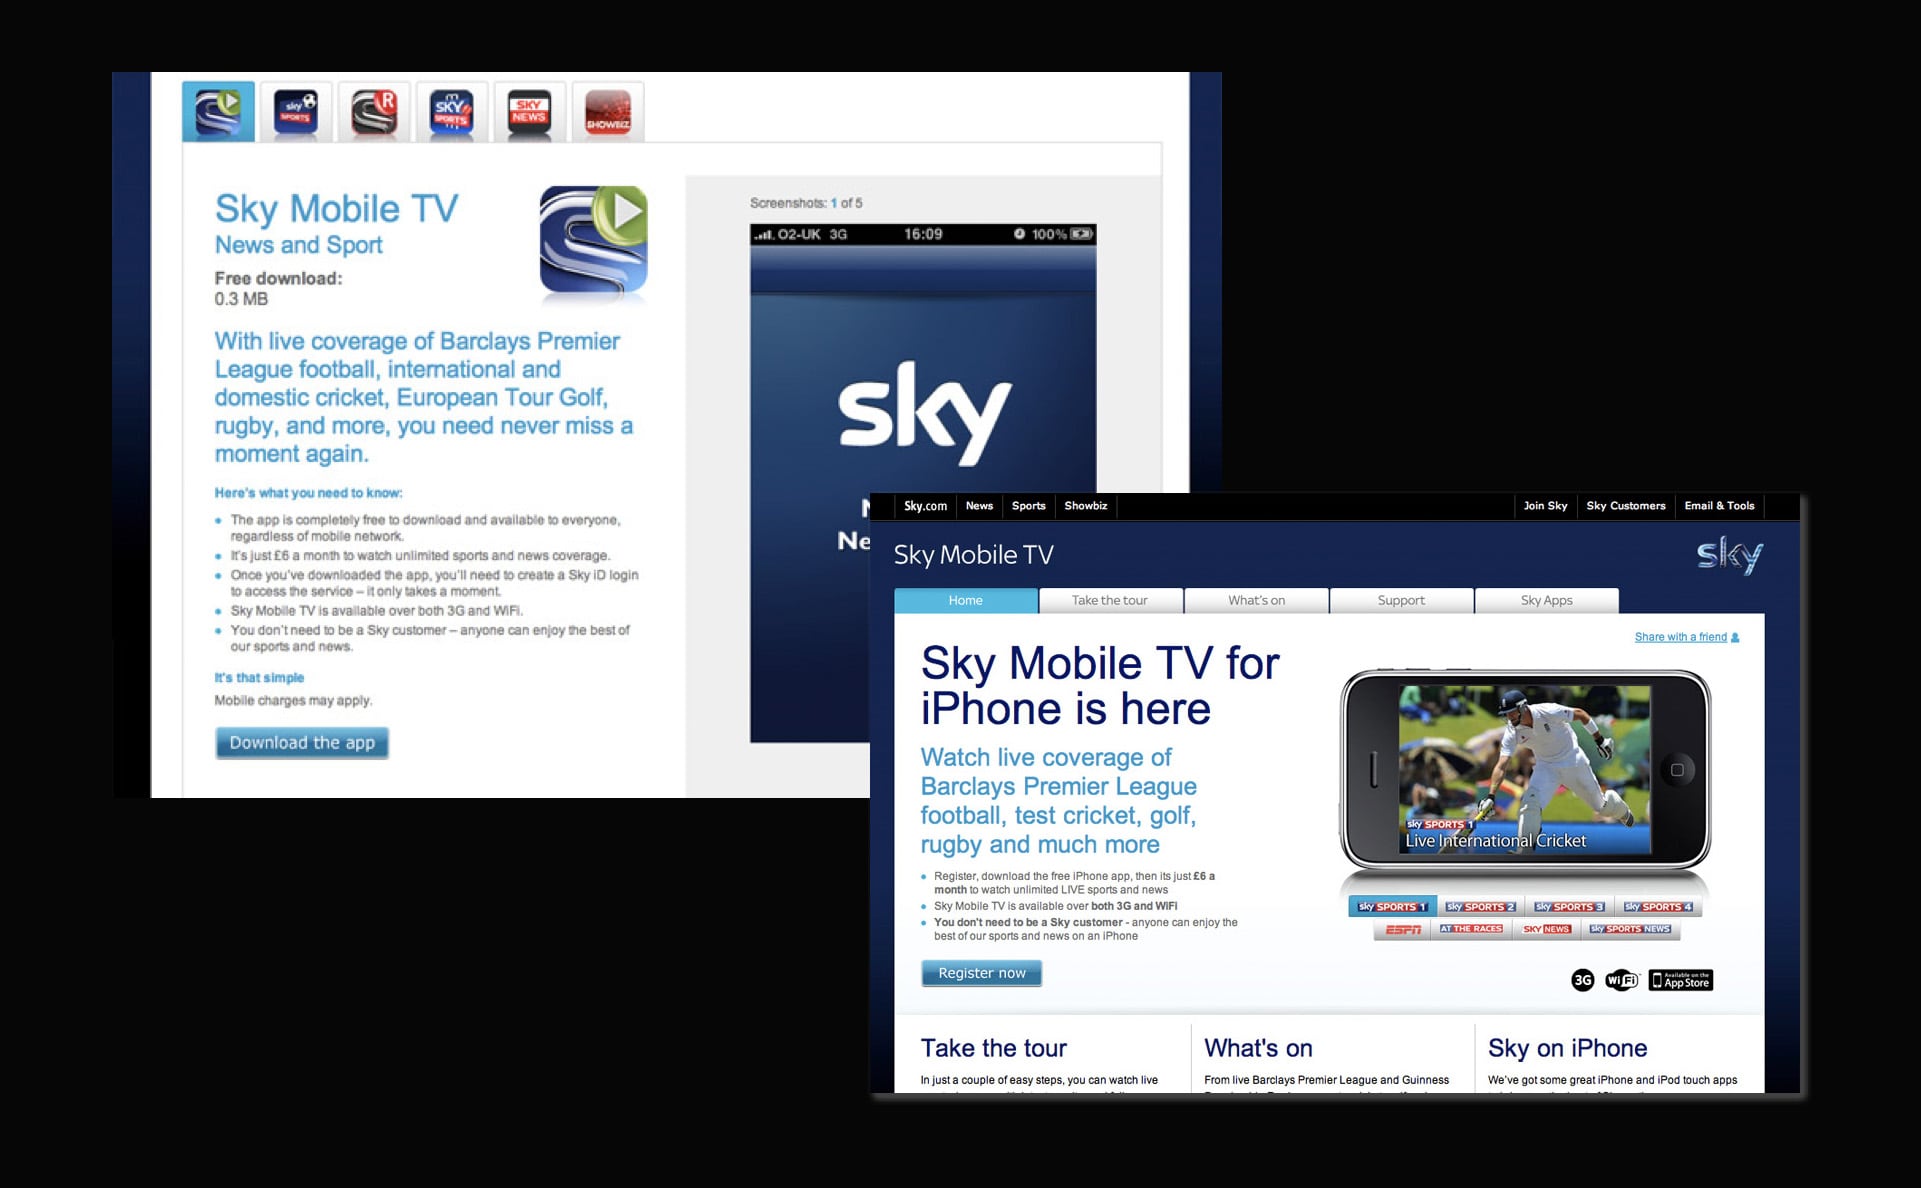 sky
SPORTS
R
SKY
SPORTS
SKY
NEWS
SHOWBIZ
Sky Mobile TV
News and Sport
Free download:
0.3 MB
With live coverage of Barclays Premier
League football, international and
domestic cricket, European Tour Golf,
rugby, and more, you need never miss a
moment again.
Here's what you need to know:
The app is completely free to download and available to everyone,
regardless of mobile network.
It's just £6 a month to watch unlimited sports and news coverage.
Once you've downloaded the app, you'll need to create a Sky iD login
to access the service – it only takes a moment.
Sky Mobile TV is available over both 3G and WiFi.
You don't need to be a Sky customer – anyone can enjoy the best of
our sports and news.
It's that simple
Mobile charges may apply.
Download the app
Screenshots: 1 of 5
O2-UK 3G 16:09 100%
sky
Sky.com News Sports Showbiz Join Sky Sky Customers Email & Tools
Sky Mobile TV
sky
Home Take the tour What's on Support Sky Apps
Share with a friend
Sky Mobile TV for
iPhone is here
Watch live coverage of
Barclays Premier League
football, test cricket, golf,
rugby and much more
Register, download the free iPhone app, then its just £6 a
month to watch unlimited LIVE sports and news
Sky Mobile TV is available over both 3G and WiFi
You don't need to be a Sky customer - anyone can enjoy the
best of our sports and news on an iPhone
Register now
sky SPORTS 1
Live International Cricket
sky SPORTS 1 sky SPORTS 2 sky SPORTS 3 sky SPORTS 4
ESPN AT THE RACES SKY NEWS sky SPORTS NEWS
3G WiFi Available on the
App Store
Take the tour
In just a couple of easy steps, you can watch live
What's on
From live Barclays Premier League and Guinness
Sky on iPhone
We've got some great iPhone and iPod touch apps